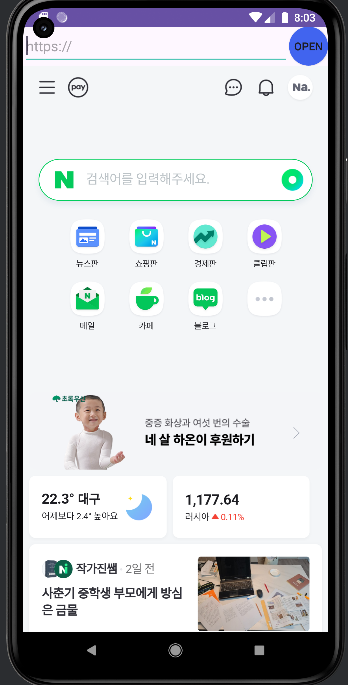 8:03
https://
OPEN
pay
Na.
N
검색어를 입력해주세요.
뉴스판
쇼핑판
경제판
클립판
메일
카페
blog
블로그
초록우산
중증 화상과 여섯 번의 수술
네 살 하온이 후원하기
22.3° 대구
어제보다 2.4° 높아요
1,177.64
러시아 ▲ 0.11%
작가진쌤 · 2일 전
사춘기 중학생 부모에게 방심
은 금물